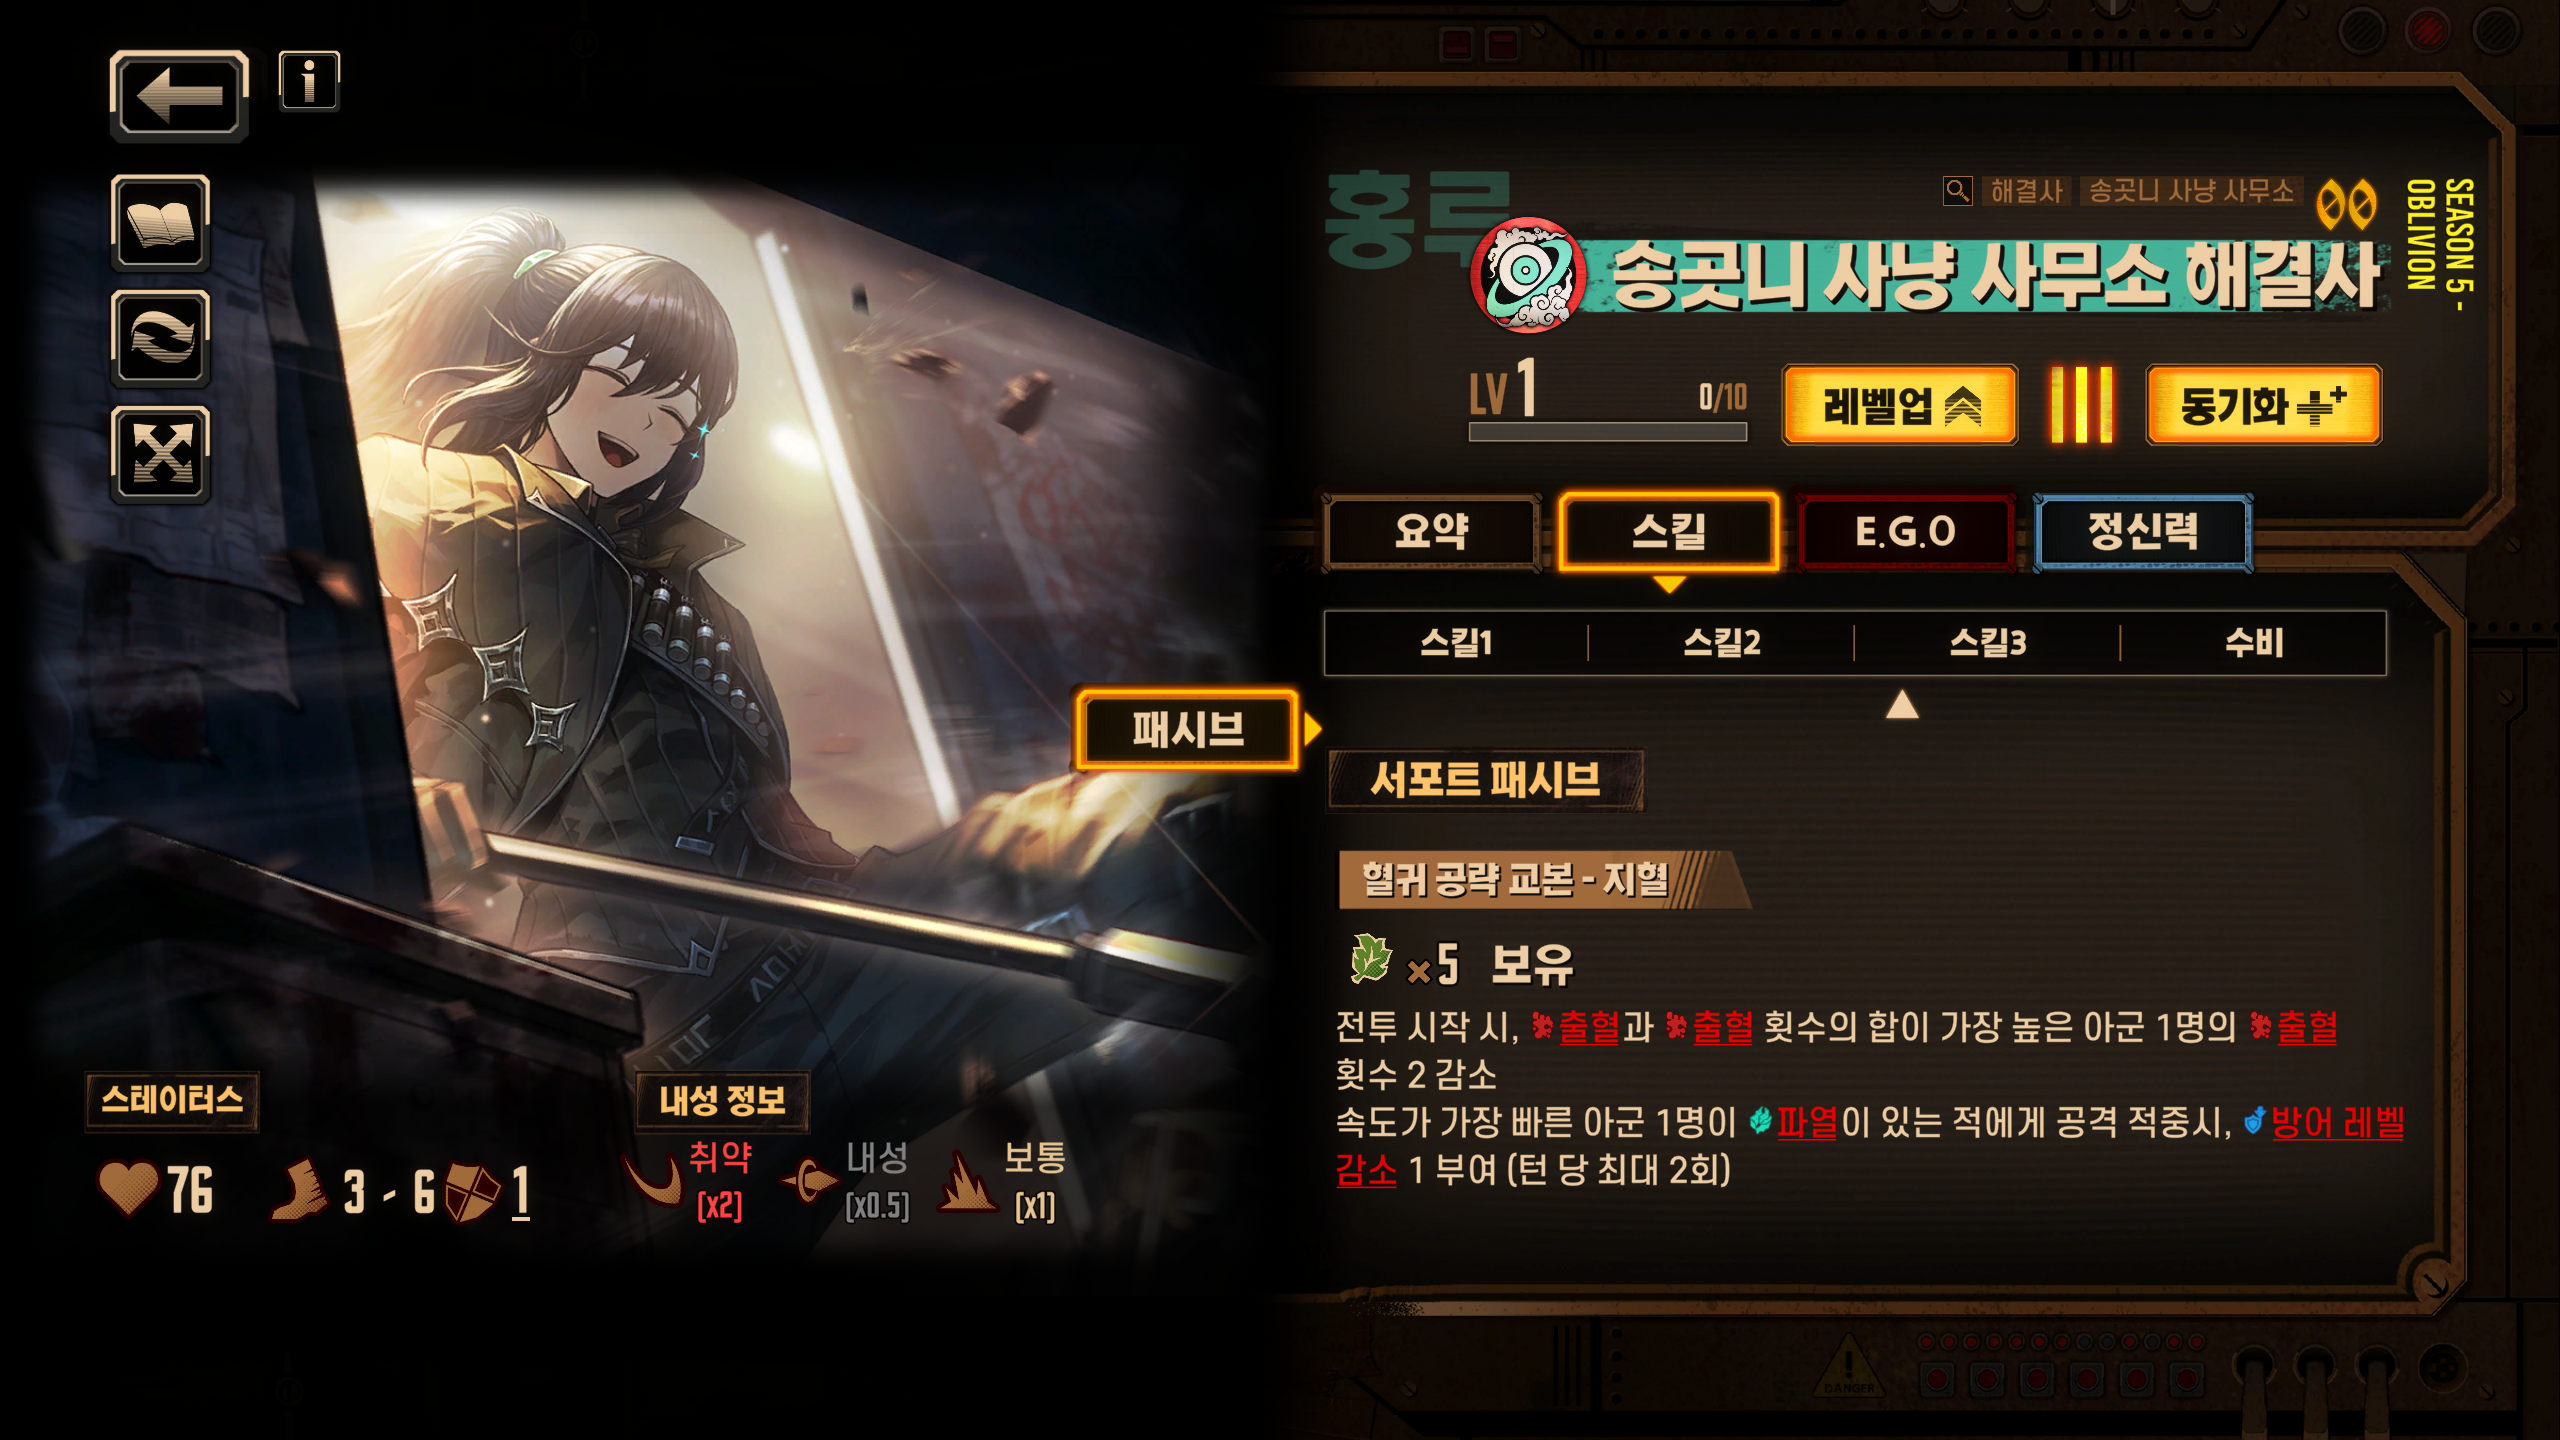 해결사 송곳니 사냥 사무소
SEASON 5 -
OBLIVION
홍루
송곳니 사냥 사무소 해결사
LV 1 0/10
레벨업
동기화
요약 스킬 E.G.O 정신력
스킬1 스킬2 스킬3 수비
패시브
서포트 패시브
혈귀 공략 교본 - 지혈
×5 보유
전투 시작 시, 출혈과 출혈 횟수의 합이 가장 높은 아군 1명의 출혈
횟수 2 감소
속도가 가장 빠른 아군 1명이 파열이 있는 적에게 공격 적중시, 방어 레벨
감소 1 부여 (턴 당 최대 2회)
스테이터스
76 3 - 6 1
내성 정보
취약 내성 보통
[x2] [x0.5] [x1]
DANGER